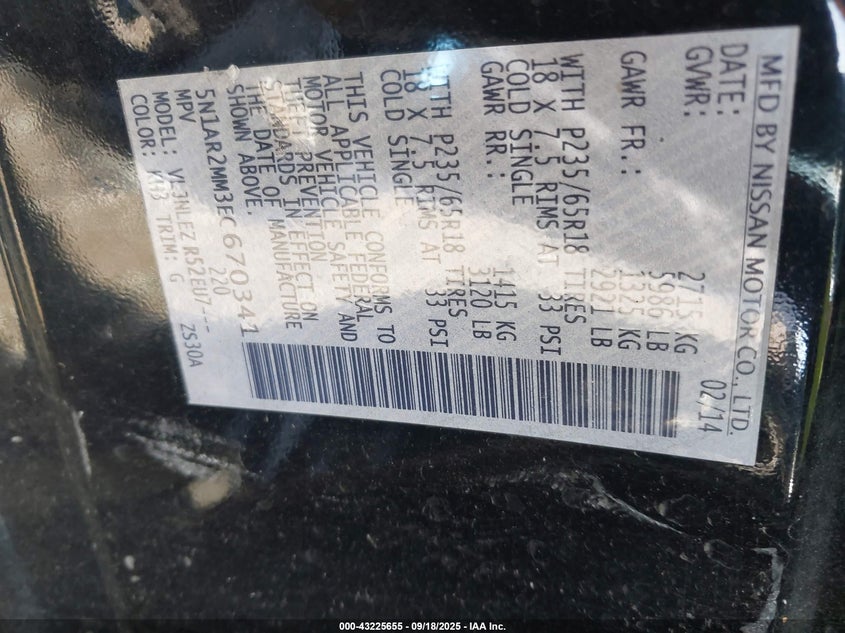 MFD BY NISSAN MOTOR CO., LTD.
DATE: 02/14
GVWR: 2715 KG
5986 LB
GAWR FR.: 1325 KG
2921 LB
WITH P235/65R18 TIRES
18 X 7.5 RIMS AT 33 PSI
COLD SINGLE
GAWR RR.: 1415 KG
3120 LB
WITH P235/65R18 TIRES
18 X 7.5 RIMS AT 33 PSI
COLD SINGLE
THIS VEHICLE CONFORMS TO
ALL APPLICABLE FEDERAL
MOTOR VEHICLE SAFETY AND
THEFT PREVENTION
STANDARDS IN EFFECT ON
THE DATE OF MANUFACTURE
SHOWN ABOVE.
5N1AR2MM3EC670341
MPV 220
MODEL:
COLOR: KH3 TRIM: G ZS30A
000-43225655 - 09/18/2025 - IAA Inc.